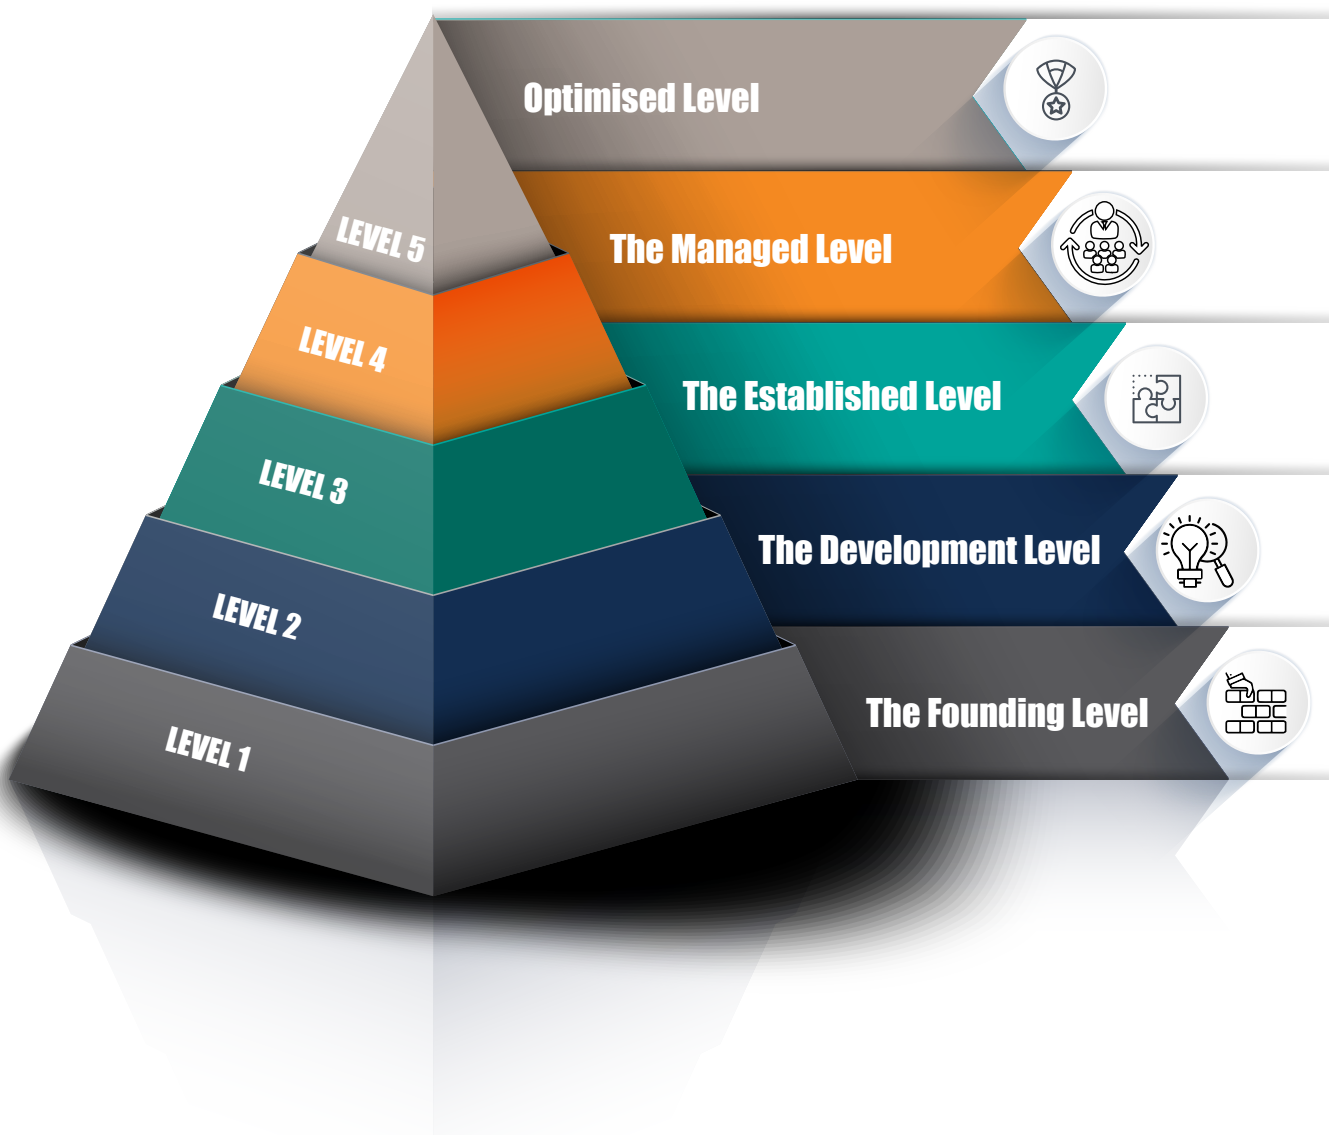 Optimised Level
LEVEL 5
The Managed Level
LEVEL 4
The Established Level
LEVEL 3
The Development Level
LEVEL 2
The Founding Level
LEVEL 1